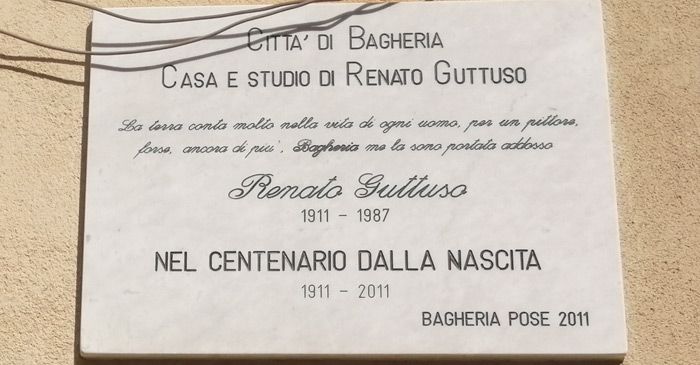 CITTA' DI BAGHERIA
CASA E STUDIO DI RENATO GUTTUSO
La terra conta molto nella vita di ogni uomo, per un pittore,
forse, ancora di piu', Bagheria me la sono portata addosso
Renato Guttuso
1911 - 1987
NEL CENTENARIO DALLA NASCITA
1911 - 2011
BAGHERIA POSE 2011